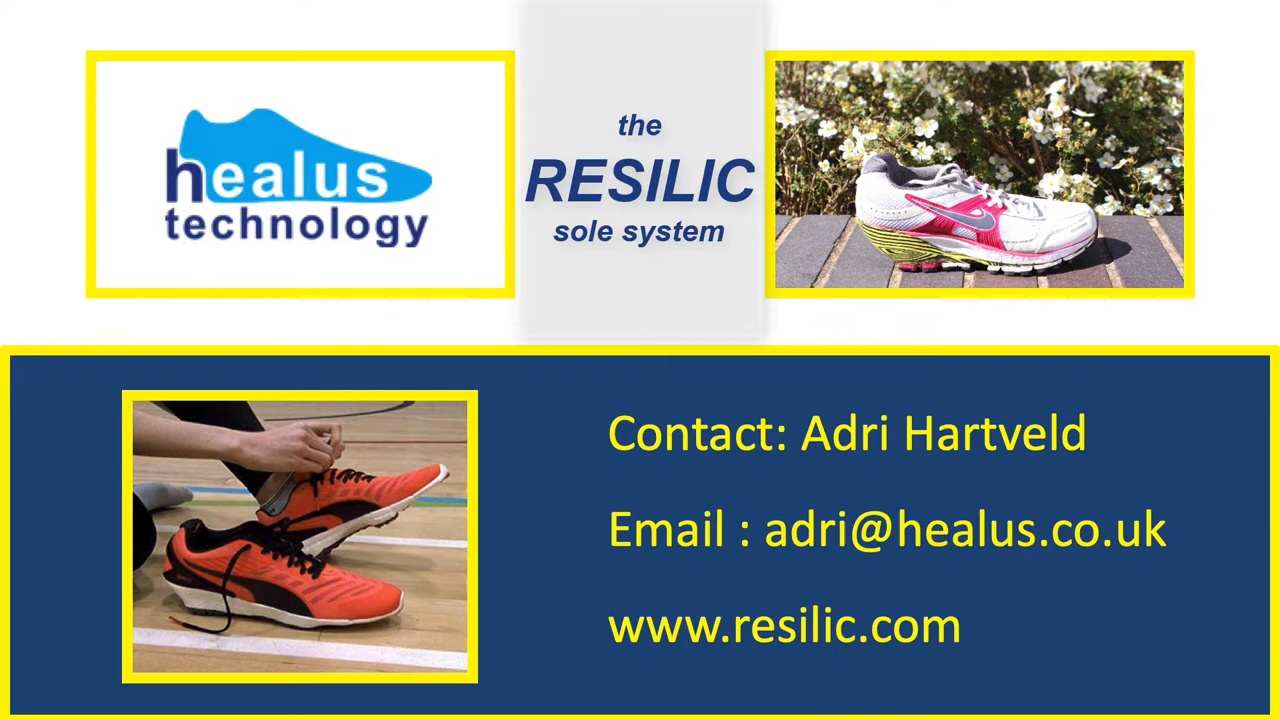 healus
technology
the
RESILIC
sole system
Contact: Adri Hartveld
Email : adri@healus.co.uk
www.resilic.com